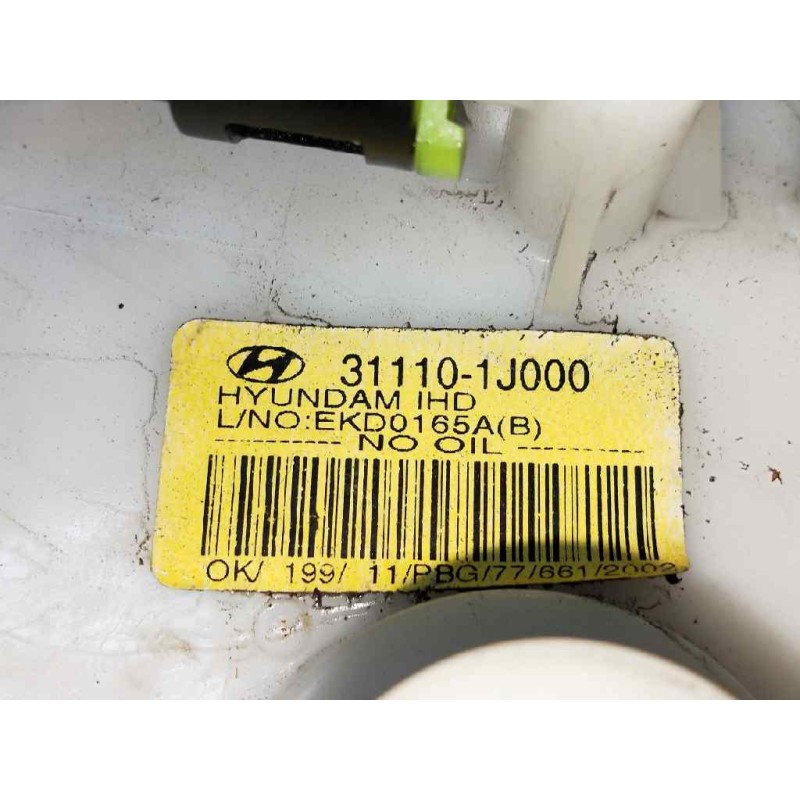 31110-1J000
HYUNDAM IHD
L/NO:EKD0165A(B)
---------- NO OIL ----------
OK/ 199/ 11/PBG/77/661/2002